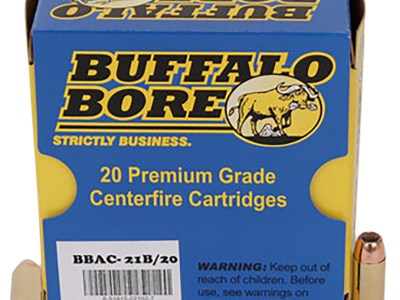 BUFFALO
BUFFALO
BORE
STRICTLY BUSINESS.
20 Premium Grade
Centerfire Cartridges
BBAC- 21B/20
WARNING: Keep out of
reach of children. Before
use, see warnings on